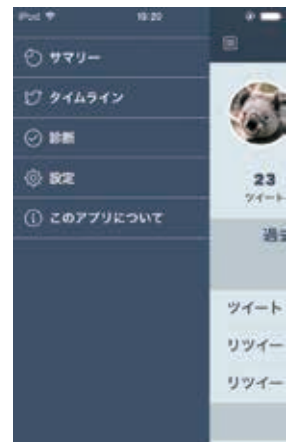 iPod
19:20
サマリー
タイムライン
診断
設定
このアプリについて
23
ツイート
過去
ツイート
リツイー
リツイー